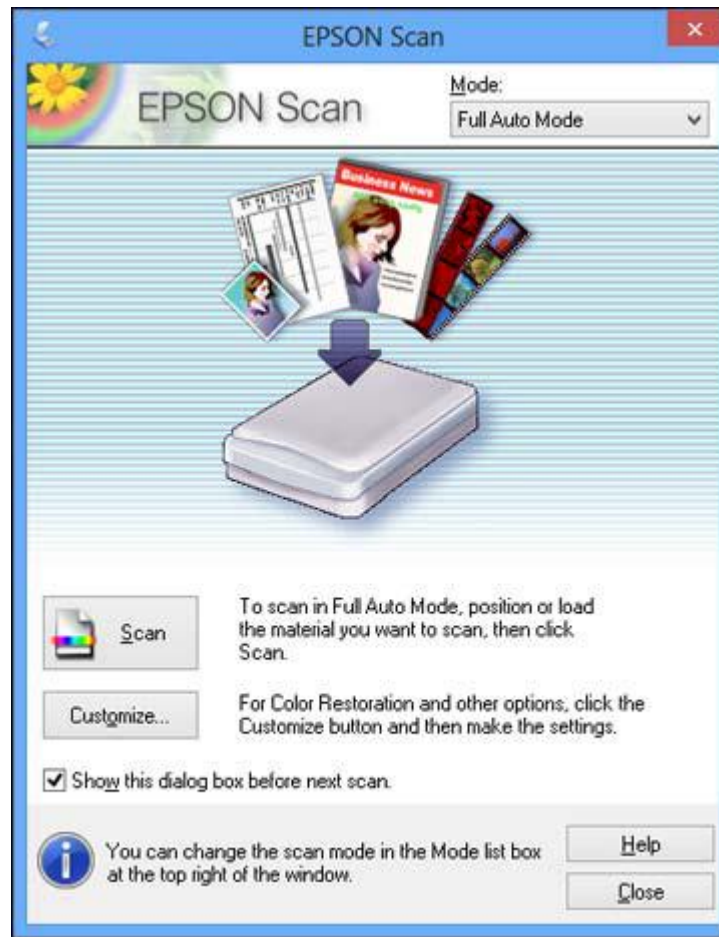 EPSON Scan
EPSON Scan
Mode:
Full Auto Mode
Business News
Scan
To scan in Full Auto Mode, position or load
the material you want to scan, then click
Scan.
Customize...
For Color Restoration and other options, click the
Customize button and then make the settings.
Show this dialog box before next scan.
You can change the scan mode in the Mode list box
at the top right of the window.
Help
Close